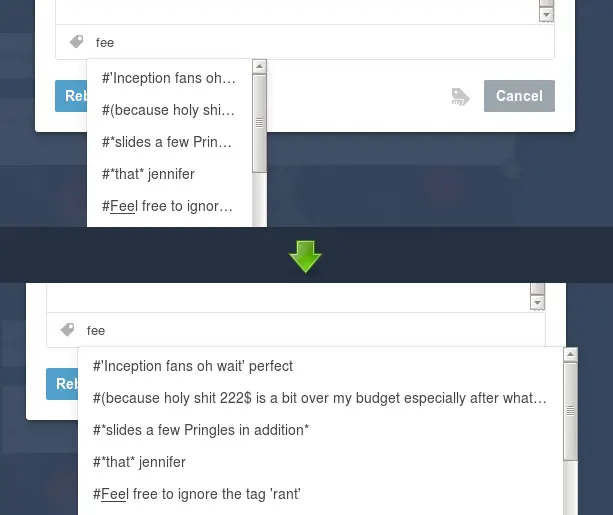 fee
#'Inception fans oh...
#(because holy shi...
#*slides a few Prin...
#*that* jennifer
#Feel free to ignor...
Reb
my
Cancel
fee
#'Inception fans oh wait' perfect
#(because holy shit 222$ is a bit over my budget especially after what...
#*slides a few Pringles in addition*
#*that* jennifer
#Feel free to ignore the tag 'rant'
Reb